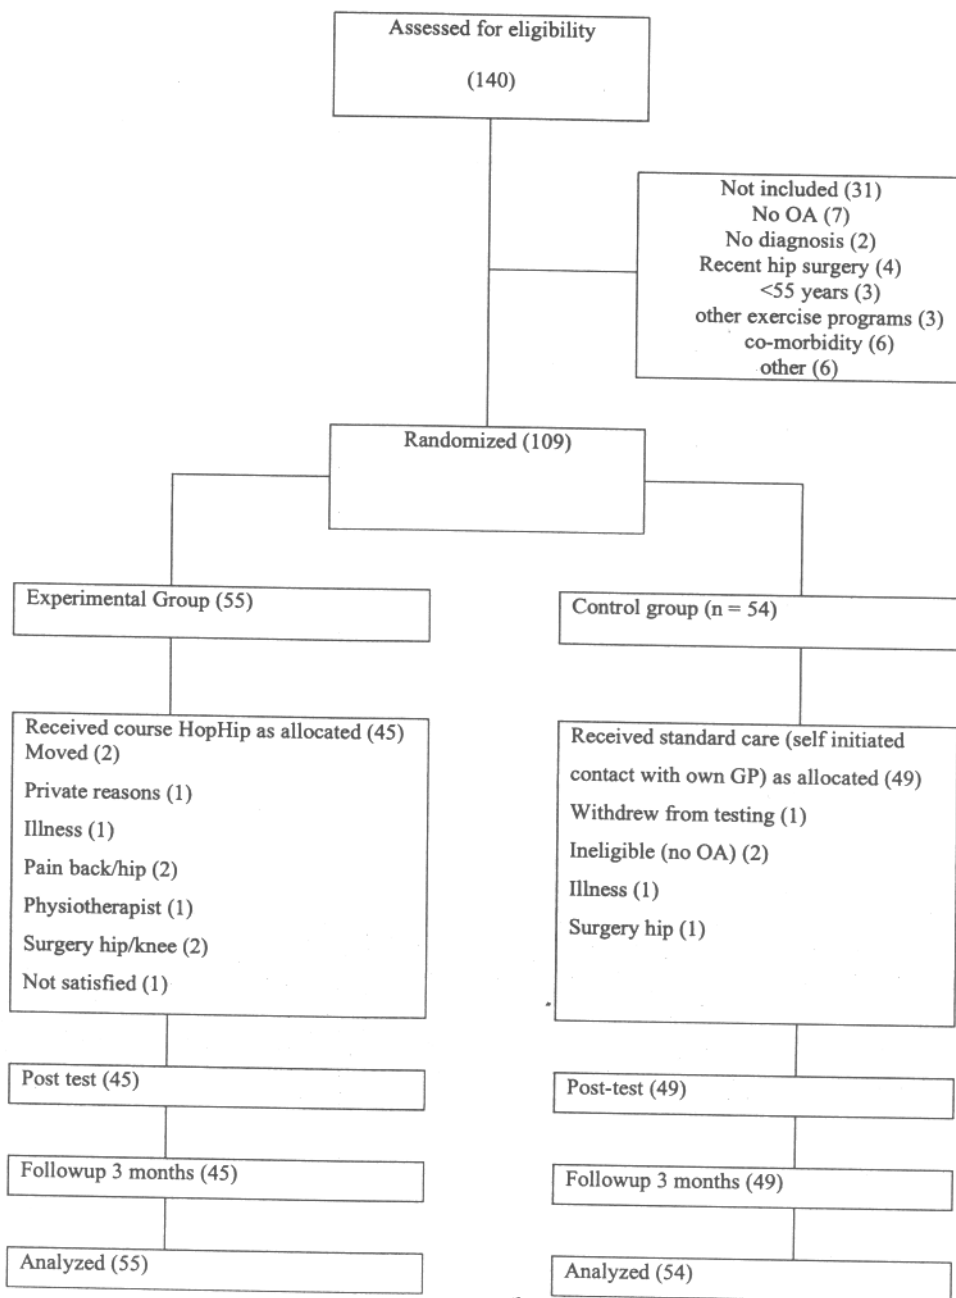 Assessed for eligibility
(140)
Not included (31)
No OA (7)
No diagnosis (2)
Recent hip surgery (4)
<55 years (3)
other exercise programs (3)
co-morbidity (6)
other (6)
Randomized (109)
Experimental Group (55)
Control group (n = 54)
Received course HopHip as allocated (45)
Moved (2)
Private reasons (1)
Illness (1)
Pain back/hip (2)
Physiotherapist (1)
Surgery hip/knee (2)
Not satisfied (1)
Received standard care (self initiated
contact with own GP) as allocated (49)
Withdrew from testing (1)
Ineligible (no OA) (2)
Illness (1)
Surgery hip (1)
Post test (45)
Post-test (49)
Followup 3 months (45)
Followup 3 months (49)
Analyzed (55)
Analyzed (54)